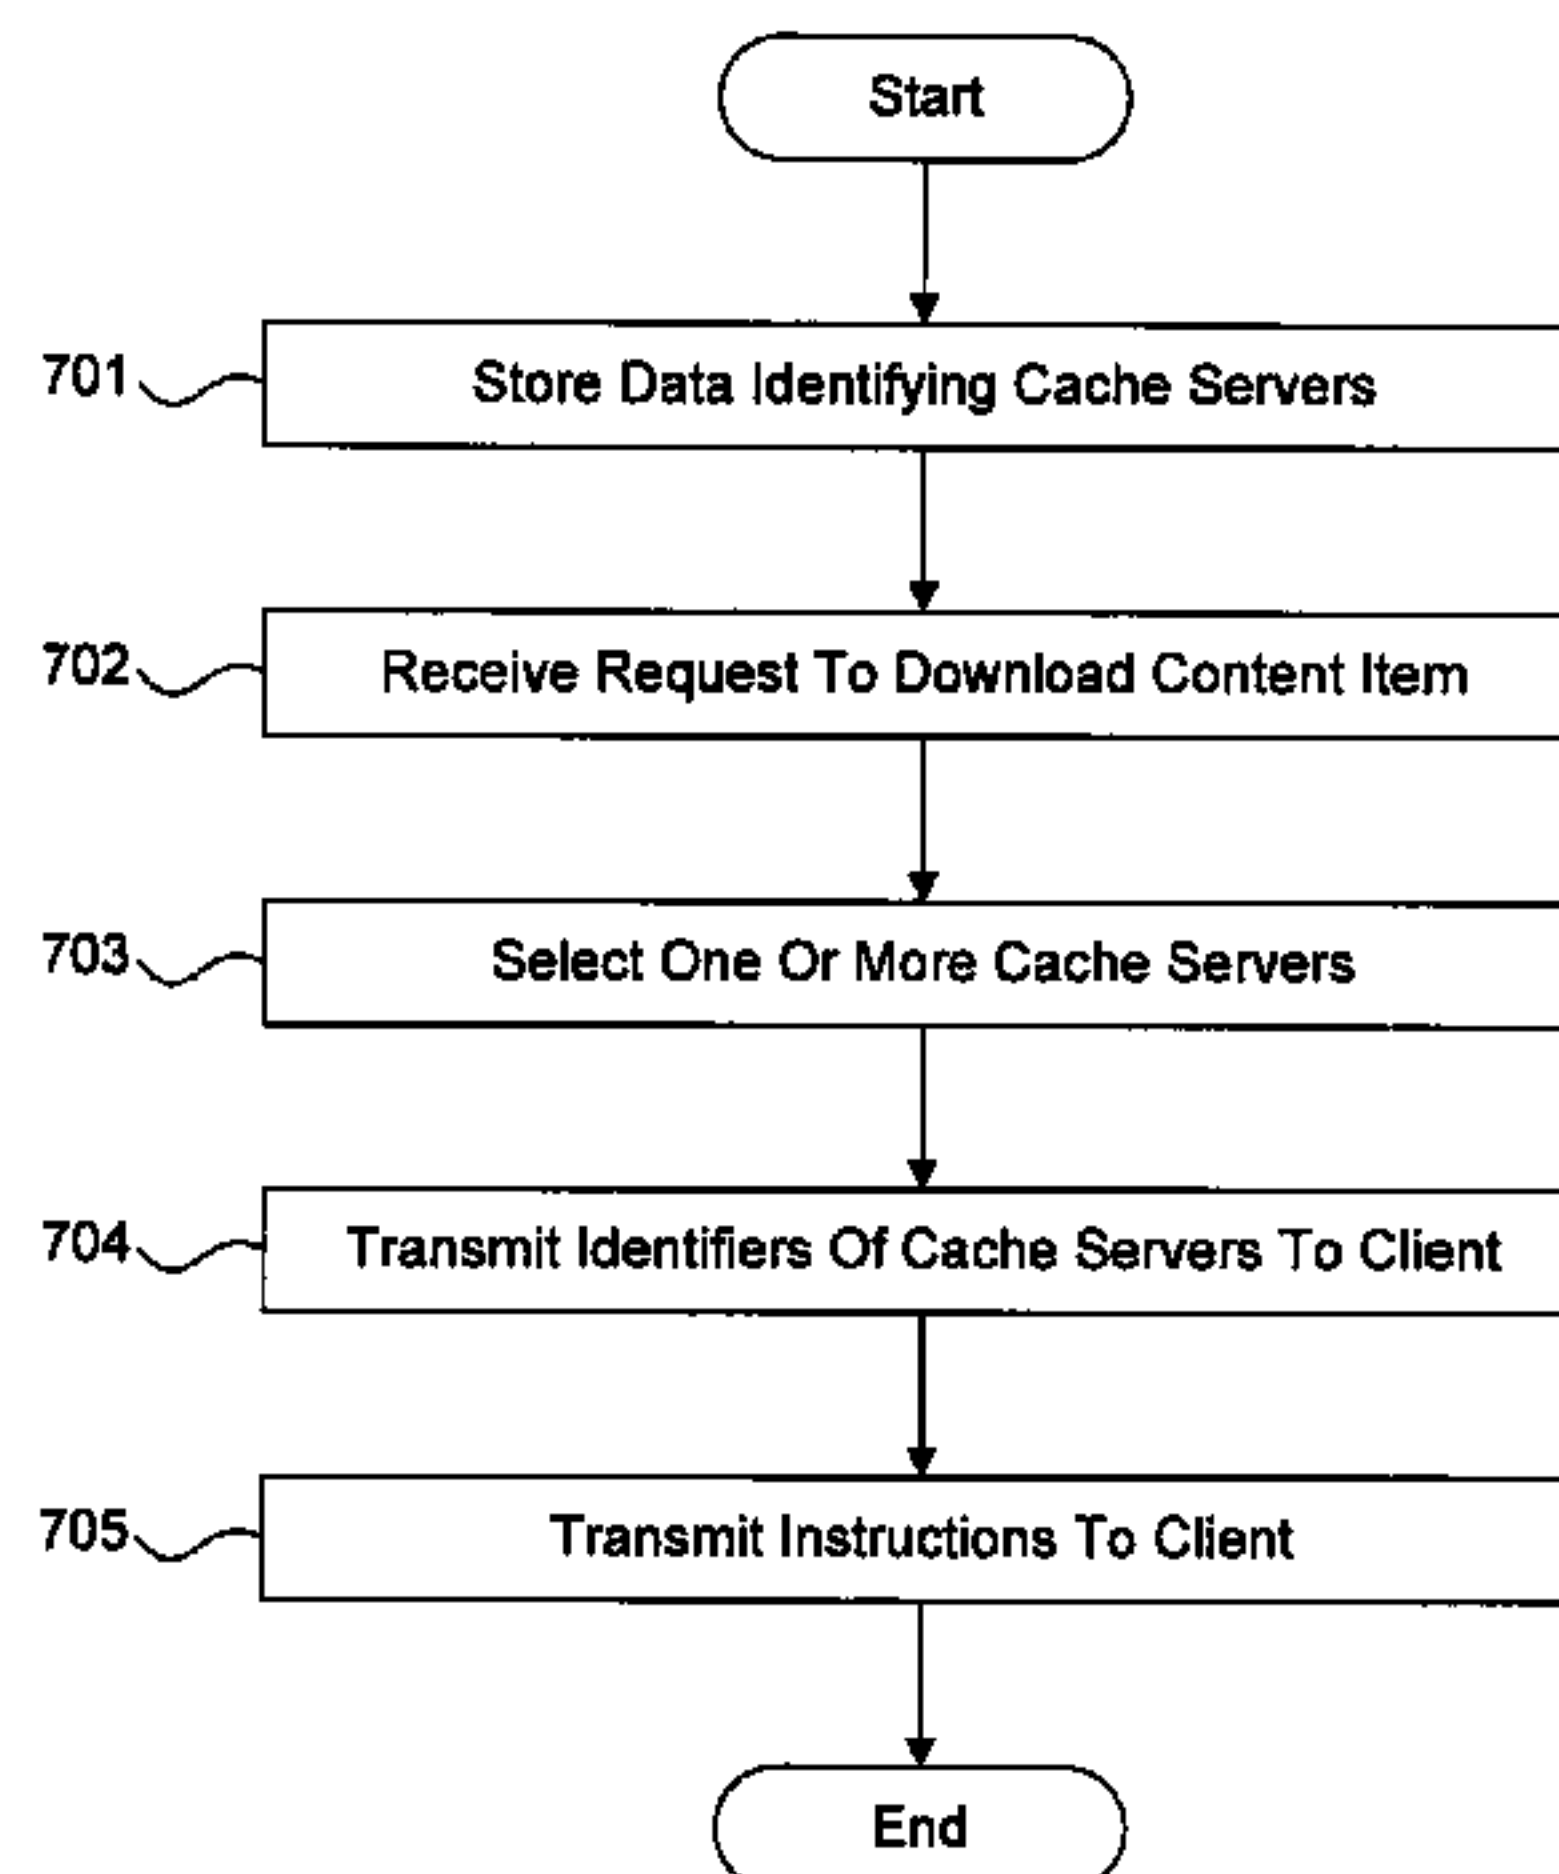 Start
701 Store Data Identifying Cache Servers
702 Receive Request To Download Content Item
703 Select One Or More Cache Servers
704 Transmit Identifiers Of Cache Servers To Client
705 Transmit Instructions To Client
End